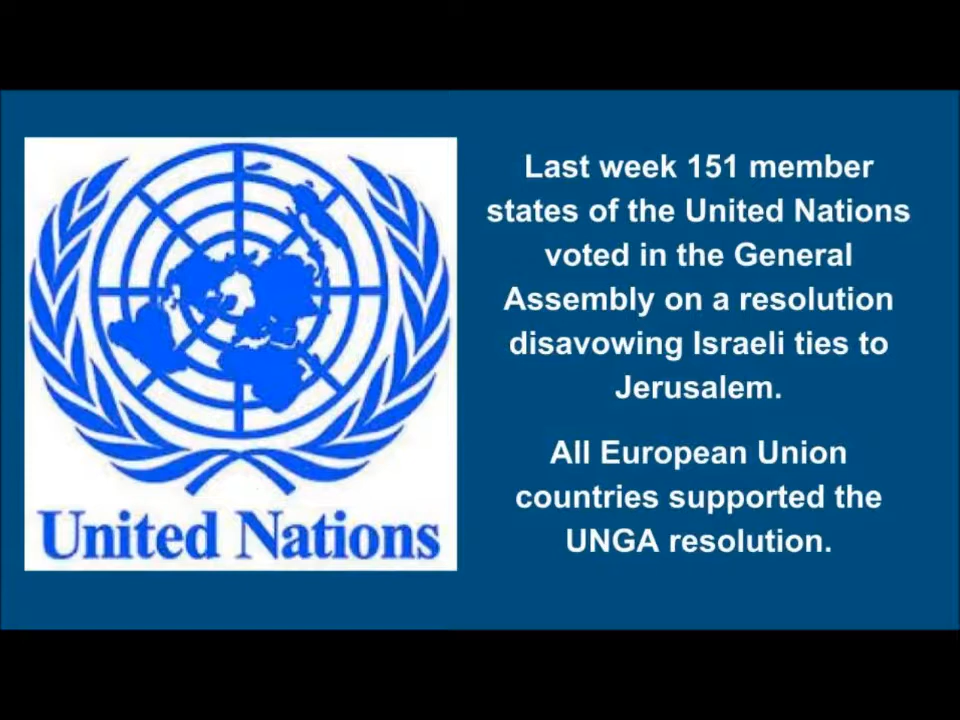 Last week 151 member
states of the United Nations
voted in the General
Assembly on a resolution
disavowing Israeli ties to
Jerusalem.
All European Union
countries supported the
UNGA resolution.
United Nations